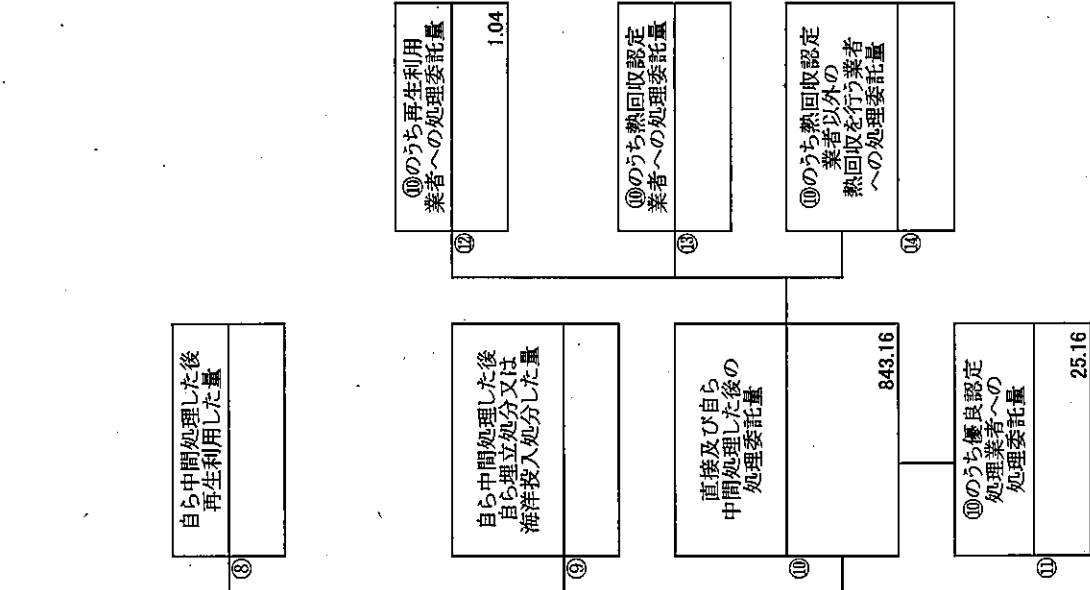 自ら中間処理した後
再生利用した量
⑧
自ら中間処理した後
自ら埋立処分又は
海洋投入処分した量
⑨
直接及び自ら
中間処理した後の
処理委託量
843.16
⑩
⑩のうち優良認定
処理業者への
処理委託量
25.16
⑪
⑩のうち再生利用
業者への処理委託量
1.04
⑫
⑩のうち熱回収認定
業者への処理委託量
⑬
⑩のうち熱回収認定
業者以外の
熱回収を行う業者
への処理委託量
⑭